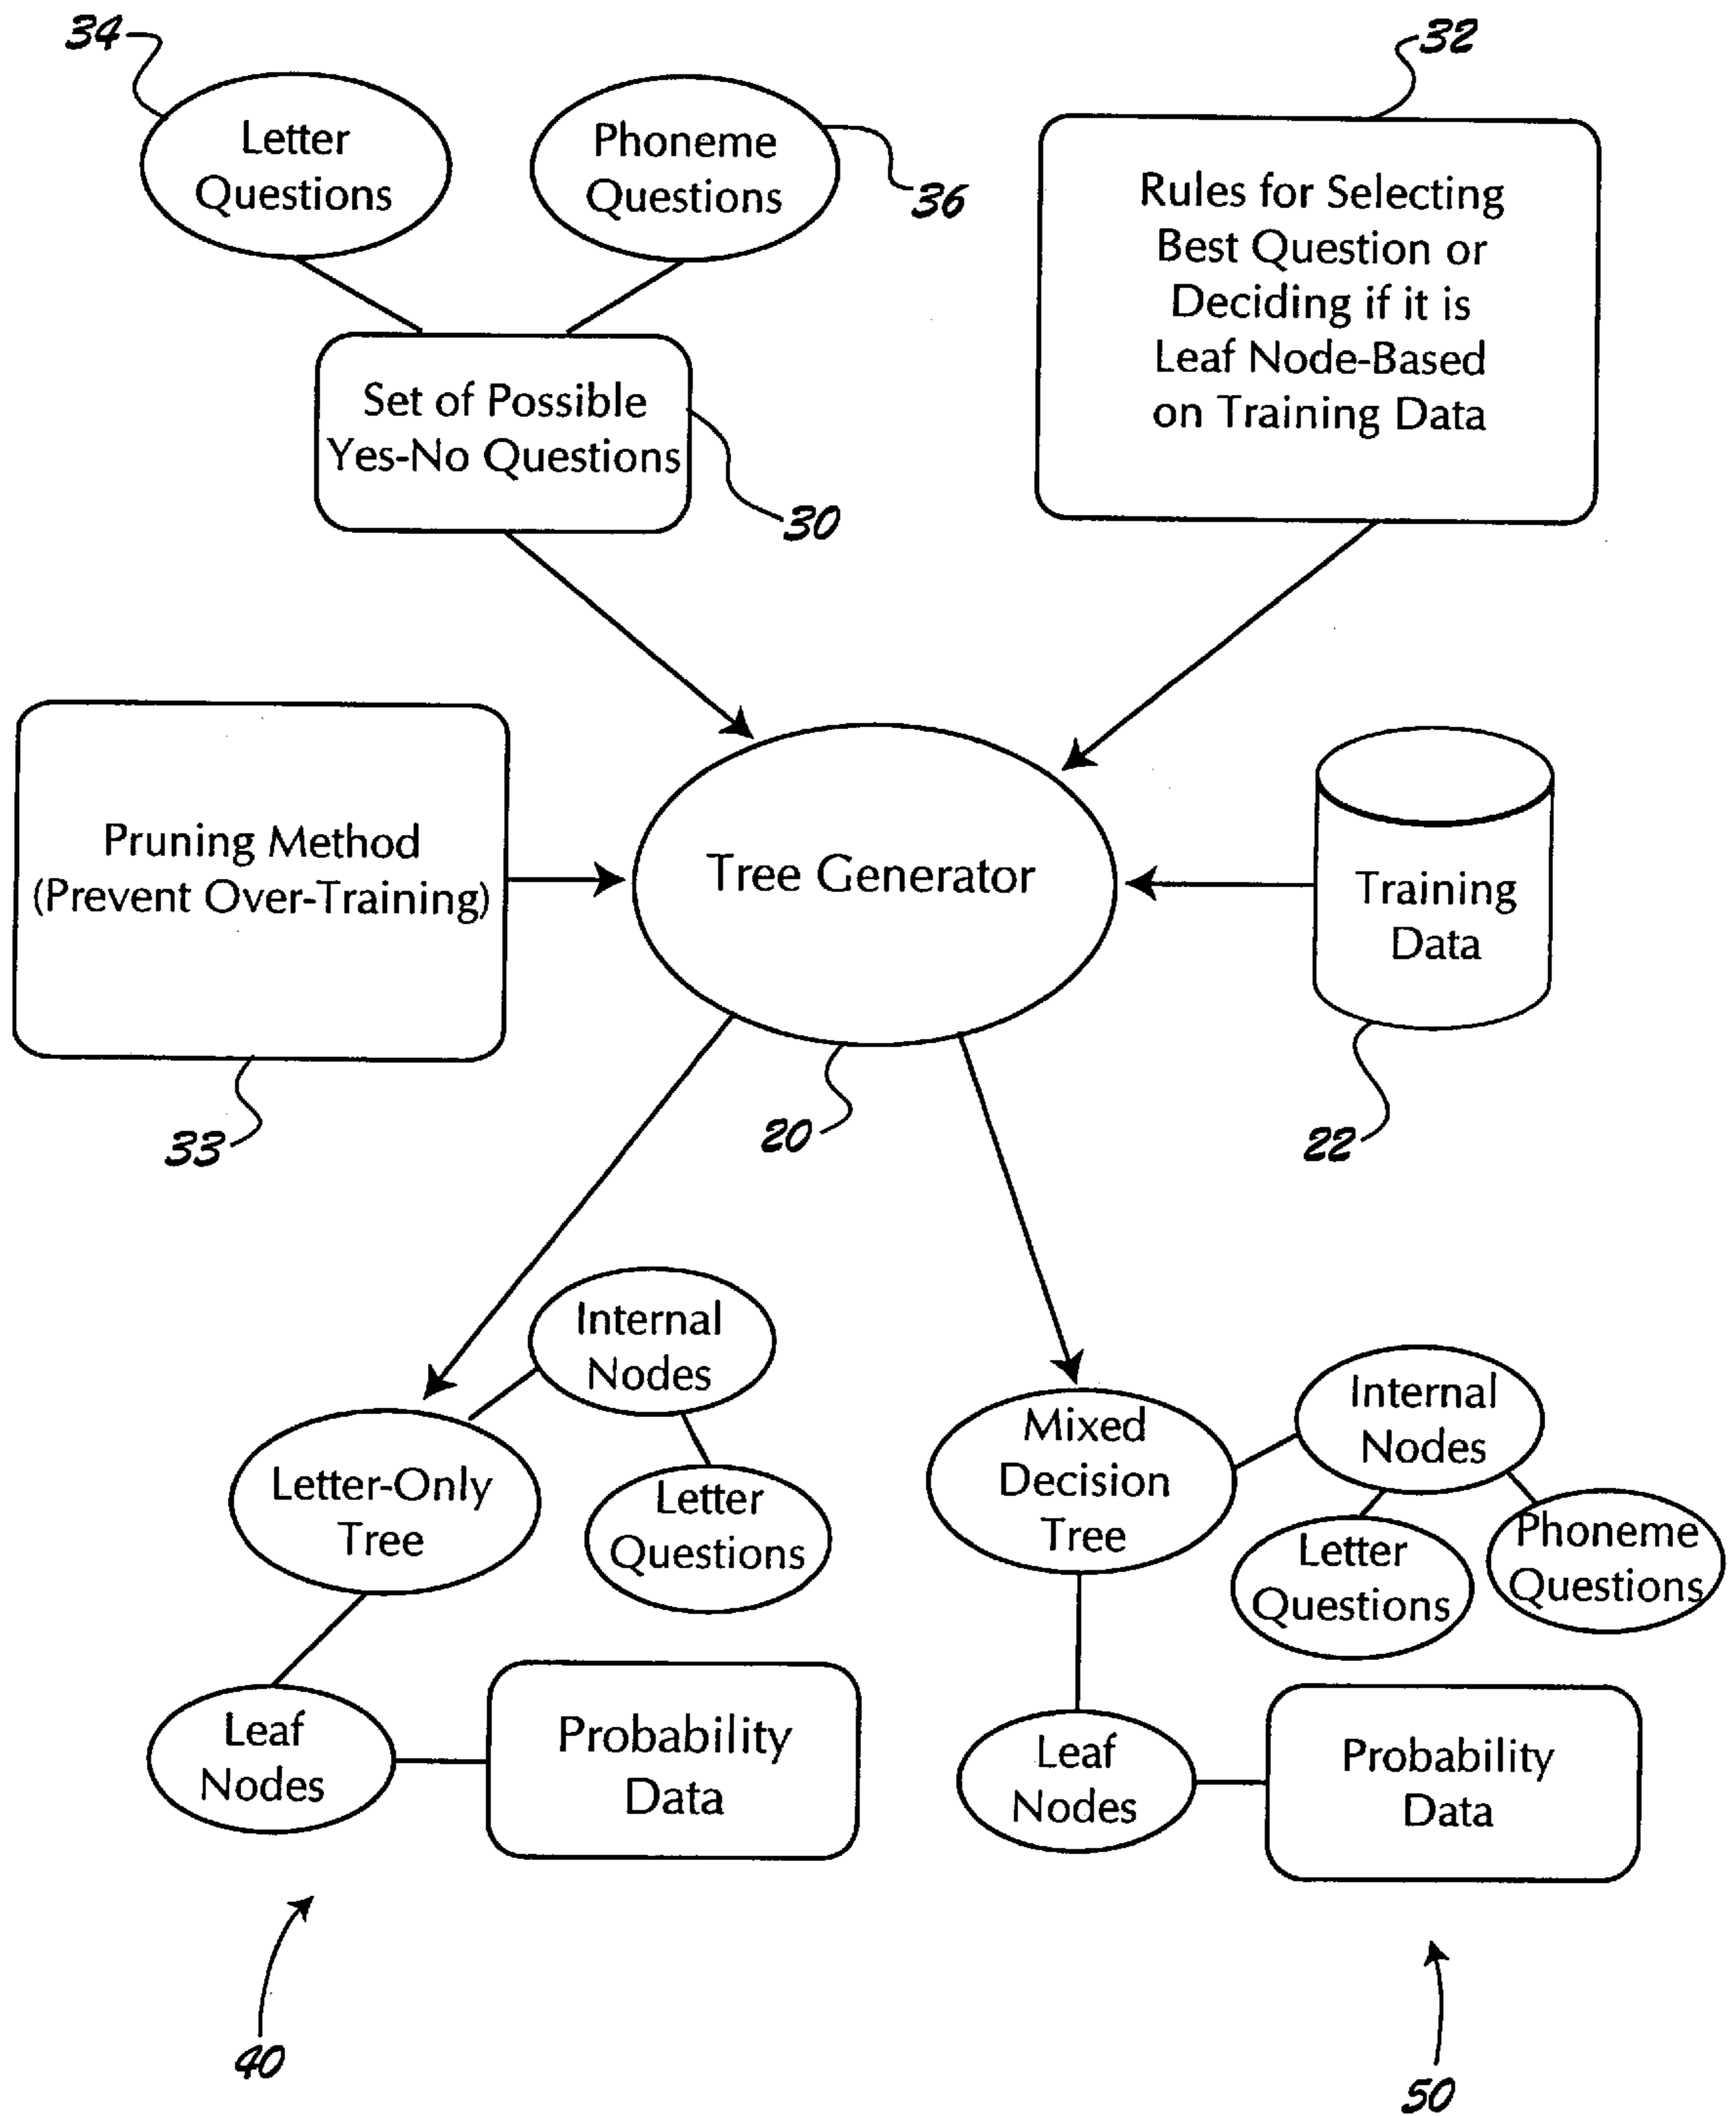 34
32
Letter
Questions
Phoneme
Questions
36
Rules for Selecting
Best Question or
Deciding if it is
Leaf Node-Based
on Training Data
Set of Possible
Yes-No Questions
30
Pruning Method
(Prevent Over-Training)
Tree Generator
Training
Data
33
20
22
Internal
Nodes
Letter-Only
Tree
Letter
Questions
Mixed
Decision
Tree
Internal
Nodes
Letter
Questions
Phoneme
Questions
Leaf
Nodes
Probability
Data
Leaf
Nodes
Probability
Data
40
50